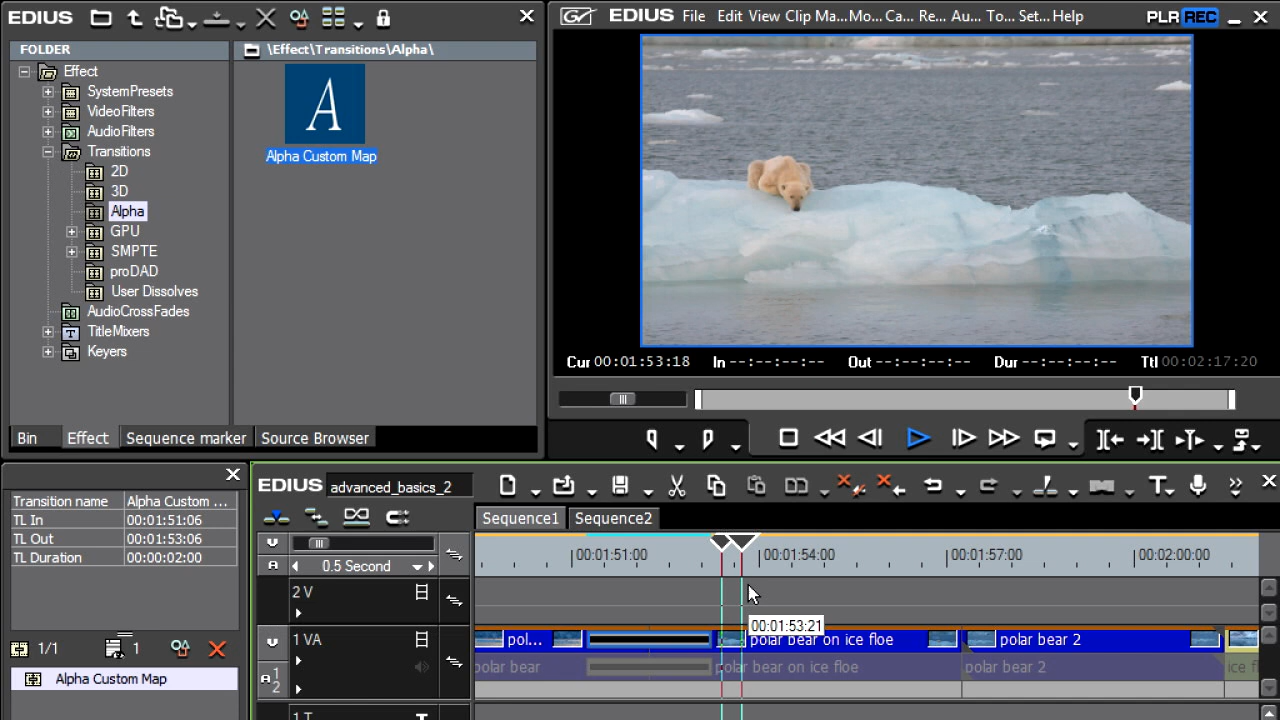 EDIUS
FOLDER
\Effect\Transitions\Alpha\
Effect
SystemPresets
VideoFilters
AudioFilters
Transitions
2D
3D
Alpha
GPU
SMPTE
proDAD
User Dissolves
AudioCrossFades
TitleMixers
Keyers
A
Alpha Custom Map
Bin Effect Sequence marker Source Browser
EDIUS File Edit View Clip Ma...Mo... Ca... Re... Au... To... Set...Help PLR REC
Cur 00:01:53:18 In --:--:--:-- Out --:--:--:-- Dur --:--:--:-- Ttl 00:02:17:20
Transition name Alpha Custom ...
TL In 00:01:51:06
TL Out 00:01:53:06
TL Duration 00:00:02:00
1/1 1
Alpha Custom Map
EDIUS advanced_basics_2
Sequence1 Sequence2
0.5 Second
00:01:51:00 00:01:54:00 00:01:57:00 00:02:00:00
2 V
00:01:53:21
1 VA
pol... polar bear on ice floe polar bear 2
polar bear polar bear on ice floe polar bear 2 ice f
A 1 2
1 T